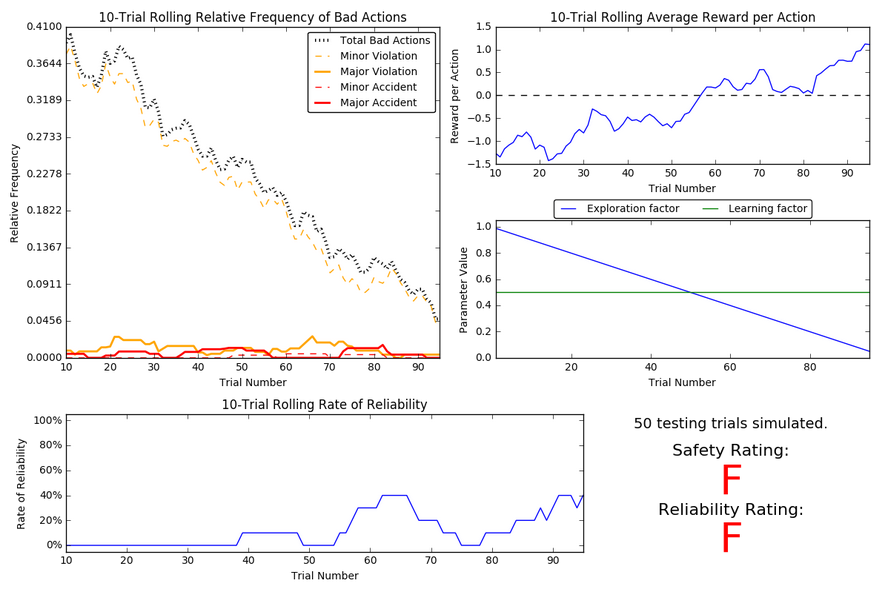 10-Trial Rolling Relative Frequency of Bad Actions
0.4100
0.3644
0.3189
0.2733
0.2278
0.1822
0.1367
0.0911
0.0456
0.0000
Relative Frequency
Total Bad Actions
Minor Violation
Major Violation
Minor Accident
Major Accident
10 20 30 40 50 60 70 80 90
Trial Number
10-Trial Rolling Average Reward per Action
1.5
1.0
0.5
0.0
−0.5
−1.0
−1.5
Reward per Action
10 20 30 40 50 60 70 80 90
Trial Number
Exploration factor Learning factor
1.0
0.8
0.6
0.4
0.2
0.0
Parameter Value
20 40 60 80
Trial Number
10-Trial Rolling Rate of Reliability
100%
80%
60%
40%
20%
0%
Rate of Reliability
10 20 30 40 50 60 70 80 90
Trial Number
50 testing trials simulated.
Safety Rating:
F
Reliability Rating:
F